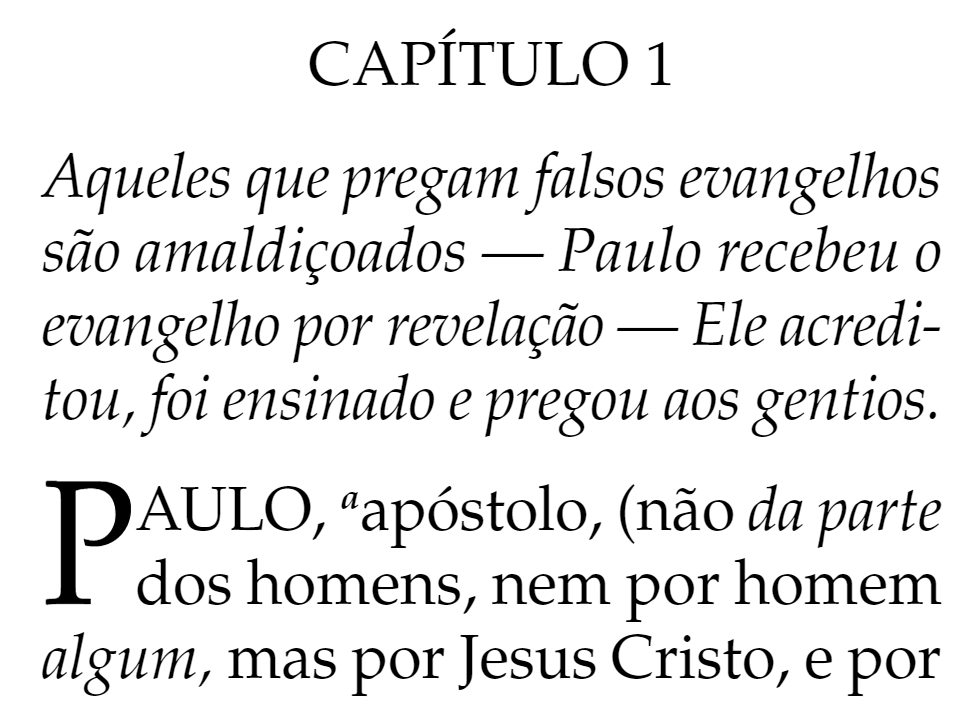 CAPÍTULO 1
Aqueles que pregam falsos evangelhos
são amaldiçoados — Paulo recebeu o
evangelho por revelação — Ele acredi-
tou, foi ensinado e pregou aos gentios.
PAULO, ᵃapóstolo, (não da parte
dos homens, nem por homem
algum, mas por Jesus Cristo, e por